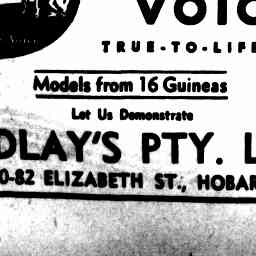 TRUE-TO-LIFE
Models from 16 Guineas
Let Us Demonstrate
DLAY'S PTY. L
0-82 ELIZABETH ST., HOBAR